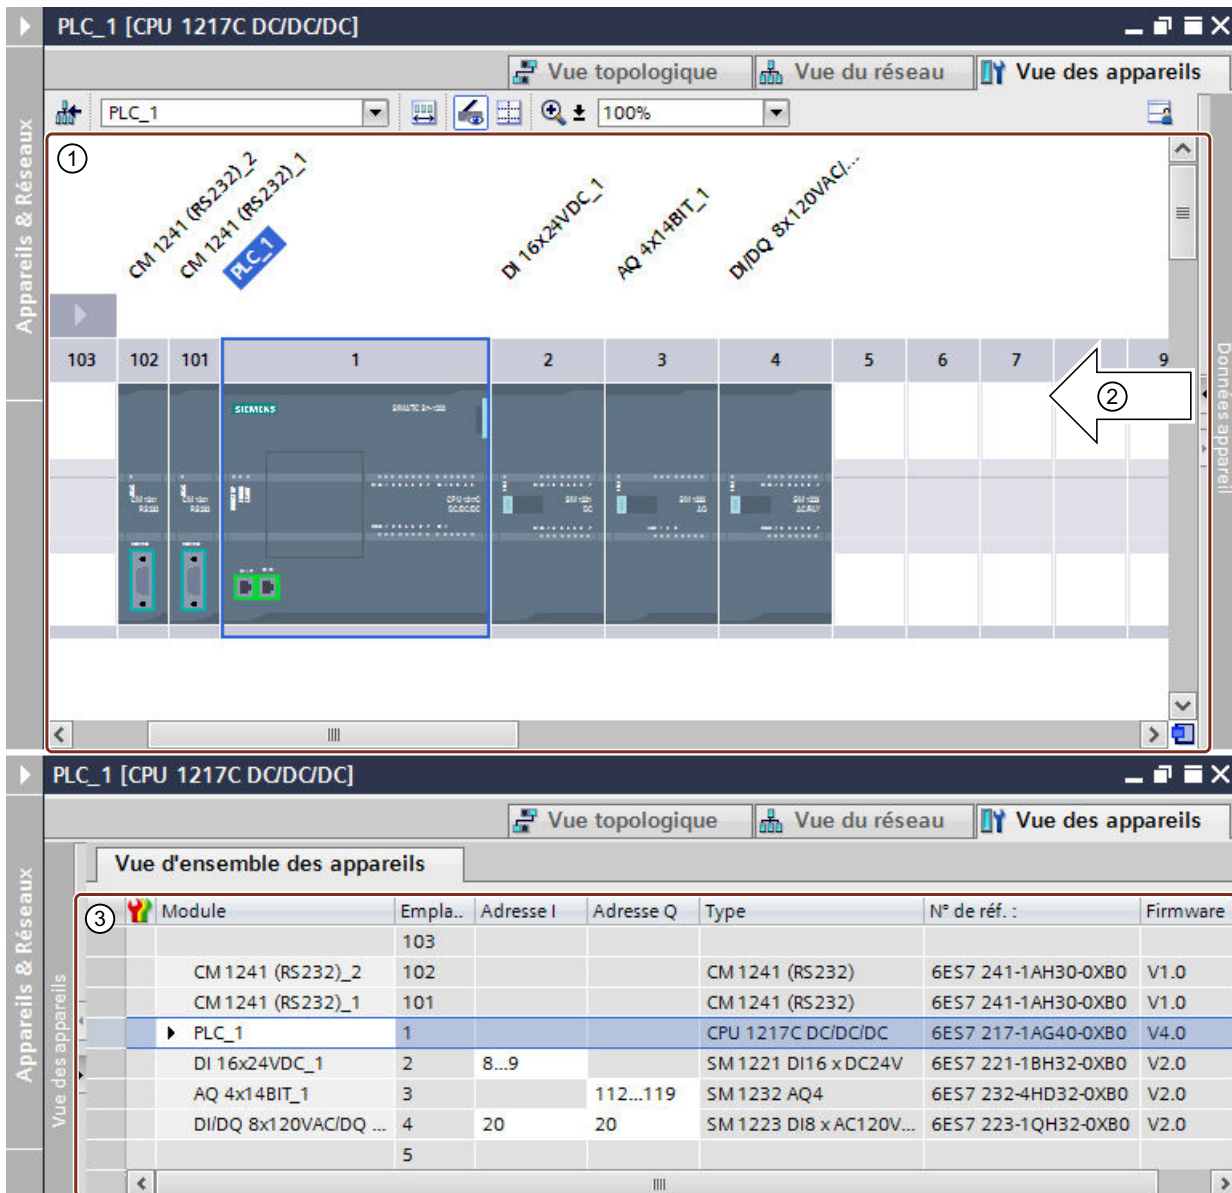 PLC_1 [CPU 1217C DC/DC/DC]
Vue topologique Vue du réseau Vue des appareils
PLC_1 100%
Appareils & Réseaux
Données appareil
①
CM 1241 (RS232)_2
CM 1241 (RS232)_1
PLC_1
DI 16x24VDC_1
AQ 4x14BIT_1
DI/DQ 8x120VAC/...
103 102 101 1 2 3 4 5 6 7 9
②
SIEMENS
PLC_1 [CPU 1217C DC/DC/DC]
Vue topologique Vue du réseau Vue des appareils
Appareils & Réseaux
Vue des appareils
Vue d'ensemble des appareils
③
Module Empla.. Adresse I Adresse Q Type N° de réf. : Firmware
103
CM 1241 (RS232)_2 102 CM 1241 (RS232) 6ES7 241-1AH30-0XB0 V1.0
CM 1241 (RS232)_1 101 CM 1241 (RS232) 6ES7 241-1AH30-0XB0 V1.0
PLC_1 1 CPU 1217C DC/DC/DC 6ES7 217-1AG40-0XB0 V4.0
DI 16x24VDC_1 2 8...9 SM 1221 DI16 x DC24V 6ES7 221-1BH32-0XB0 V2.0
AQ 4x14BIT_1 3 112...119 SM 1232 AQ4 6ES7 232-4HD32-0XB0 V2.0
DI/DQ 8x120VAC/DQ ... 4 20 20 SM 1223 DI8 x AC120V... 6ES7 223-1QH32-0XB0 V2.0
5